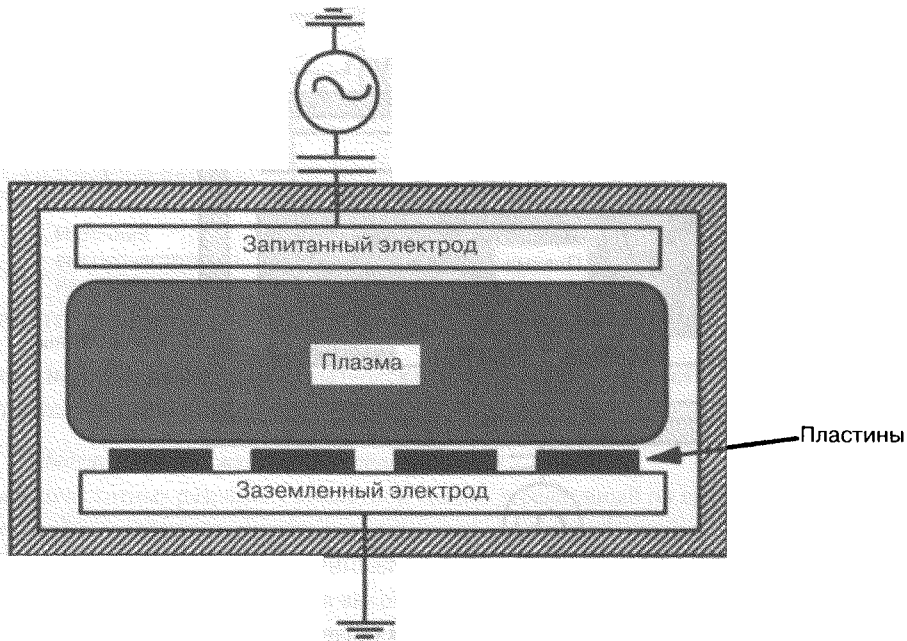 Запитанный электрод
Плазма
Пластины
Заземленный электрод